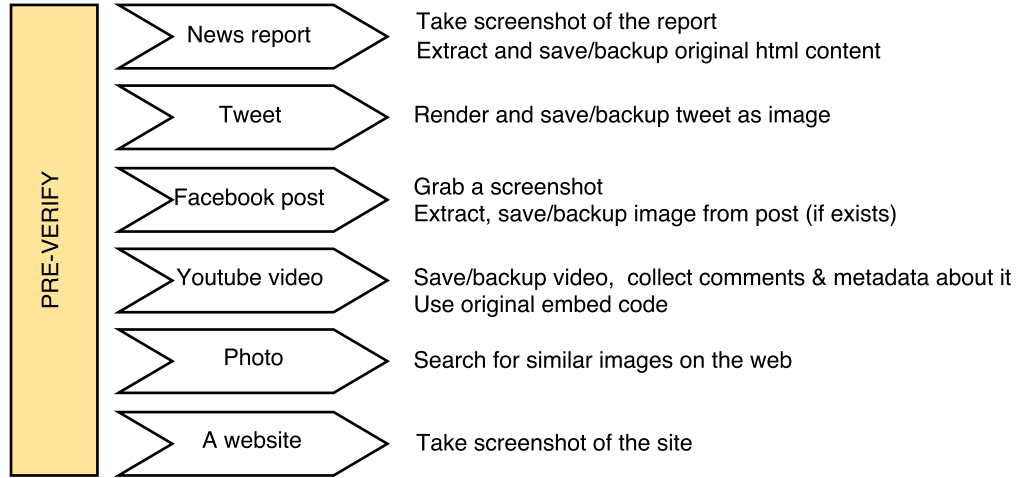 PRE-VERIFY
News report
Take screenshot of the report
Extract and save/backup original html content
Tweet
Render and save/backup tweet as image
Facebook post
Grab a screenshot
Extract, save/backup image from post (if exists)
Youtube video
Save/backup video,  collect comments & metadata about it
Use original embed code
Photo
Search for similar images on the web
A website
Take screenshot of the site